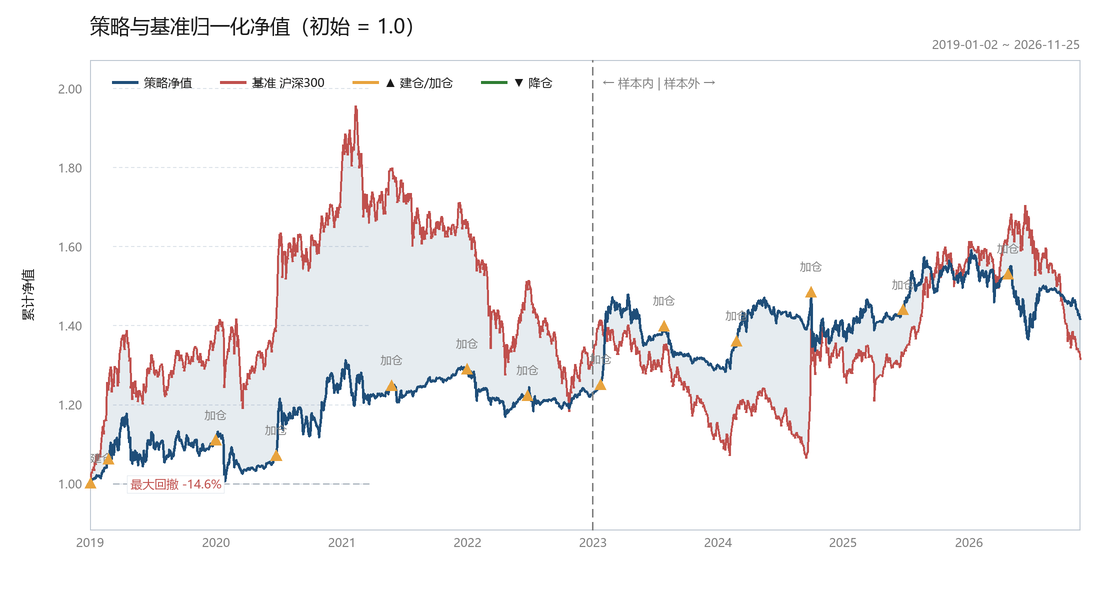 策略与基准归一化净值（初始 = 1.0）
2019-01-02 ~ 2026-11-25
策略净值 基准 沪深300 ▲ 建仓/加仓 ▼ 降仓
← 样本内 | 样本外 →
累计净值
2.00
1.80
1.60
1.40
1.20
1.00
建仓
加仓
加仓
加仓
加仓
加仓
加仓
加仓
加仓
加仓
加仓
加仓
最大回撤 -14.6%
2019 2020 2021 2022 2023 2024 2025 2026